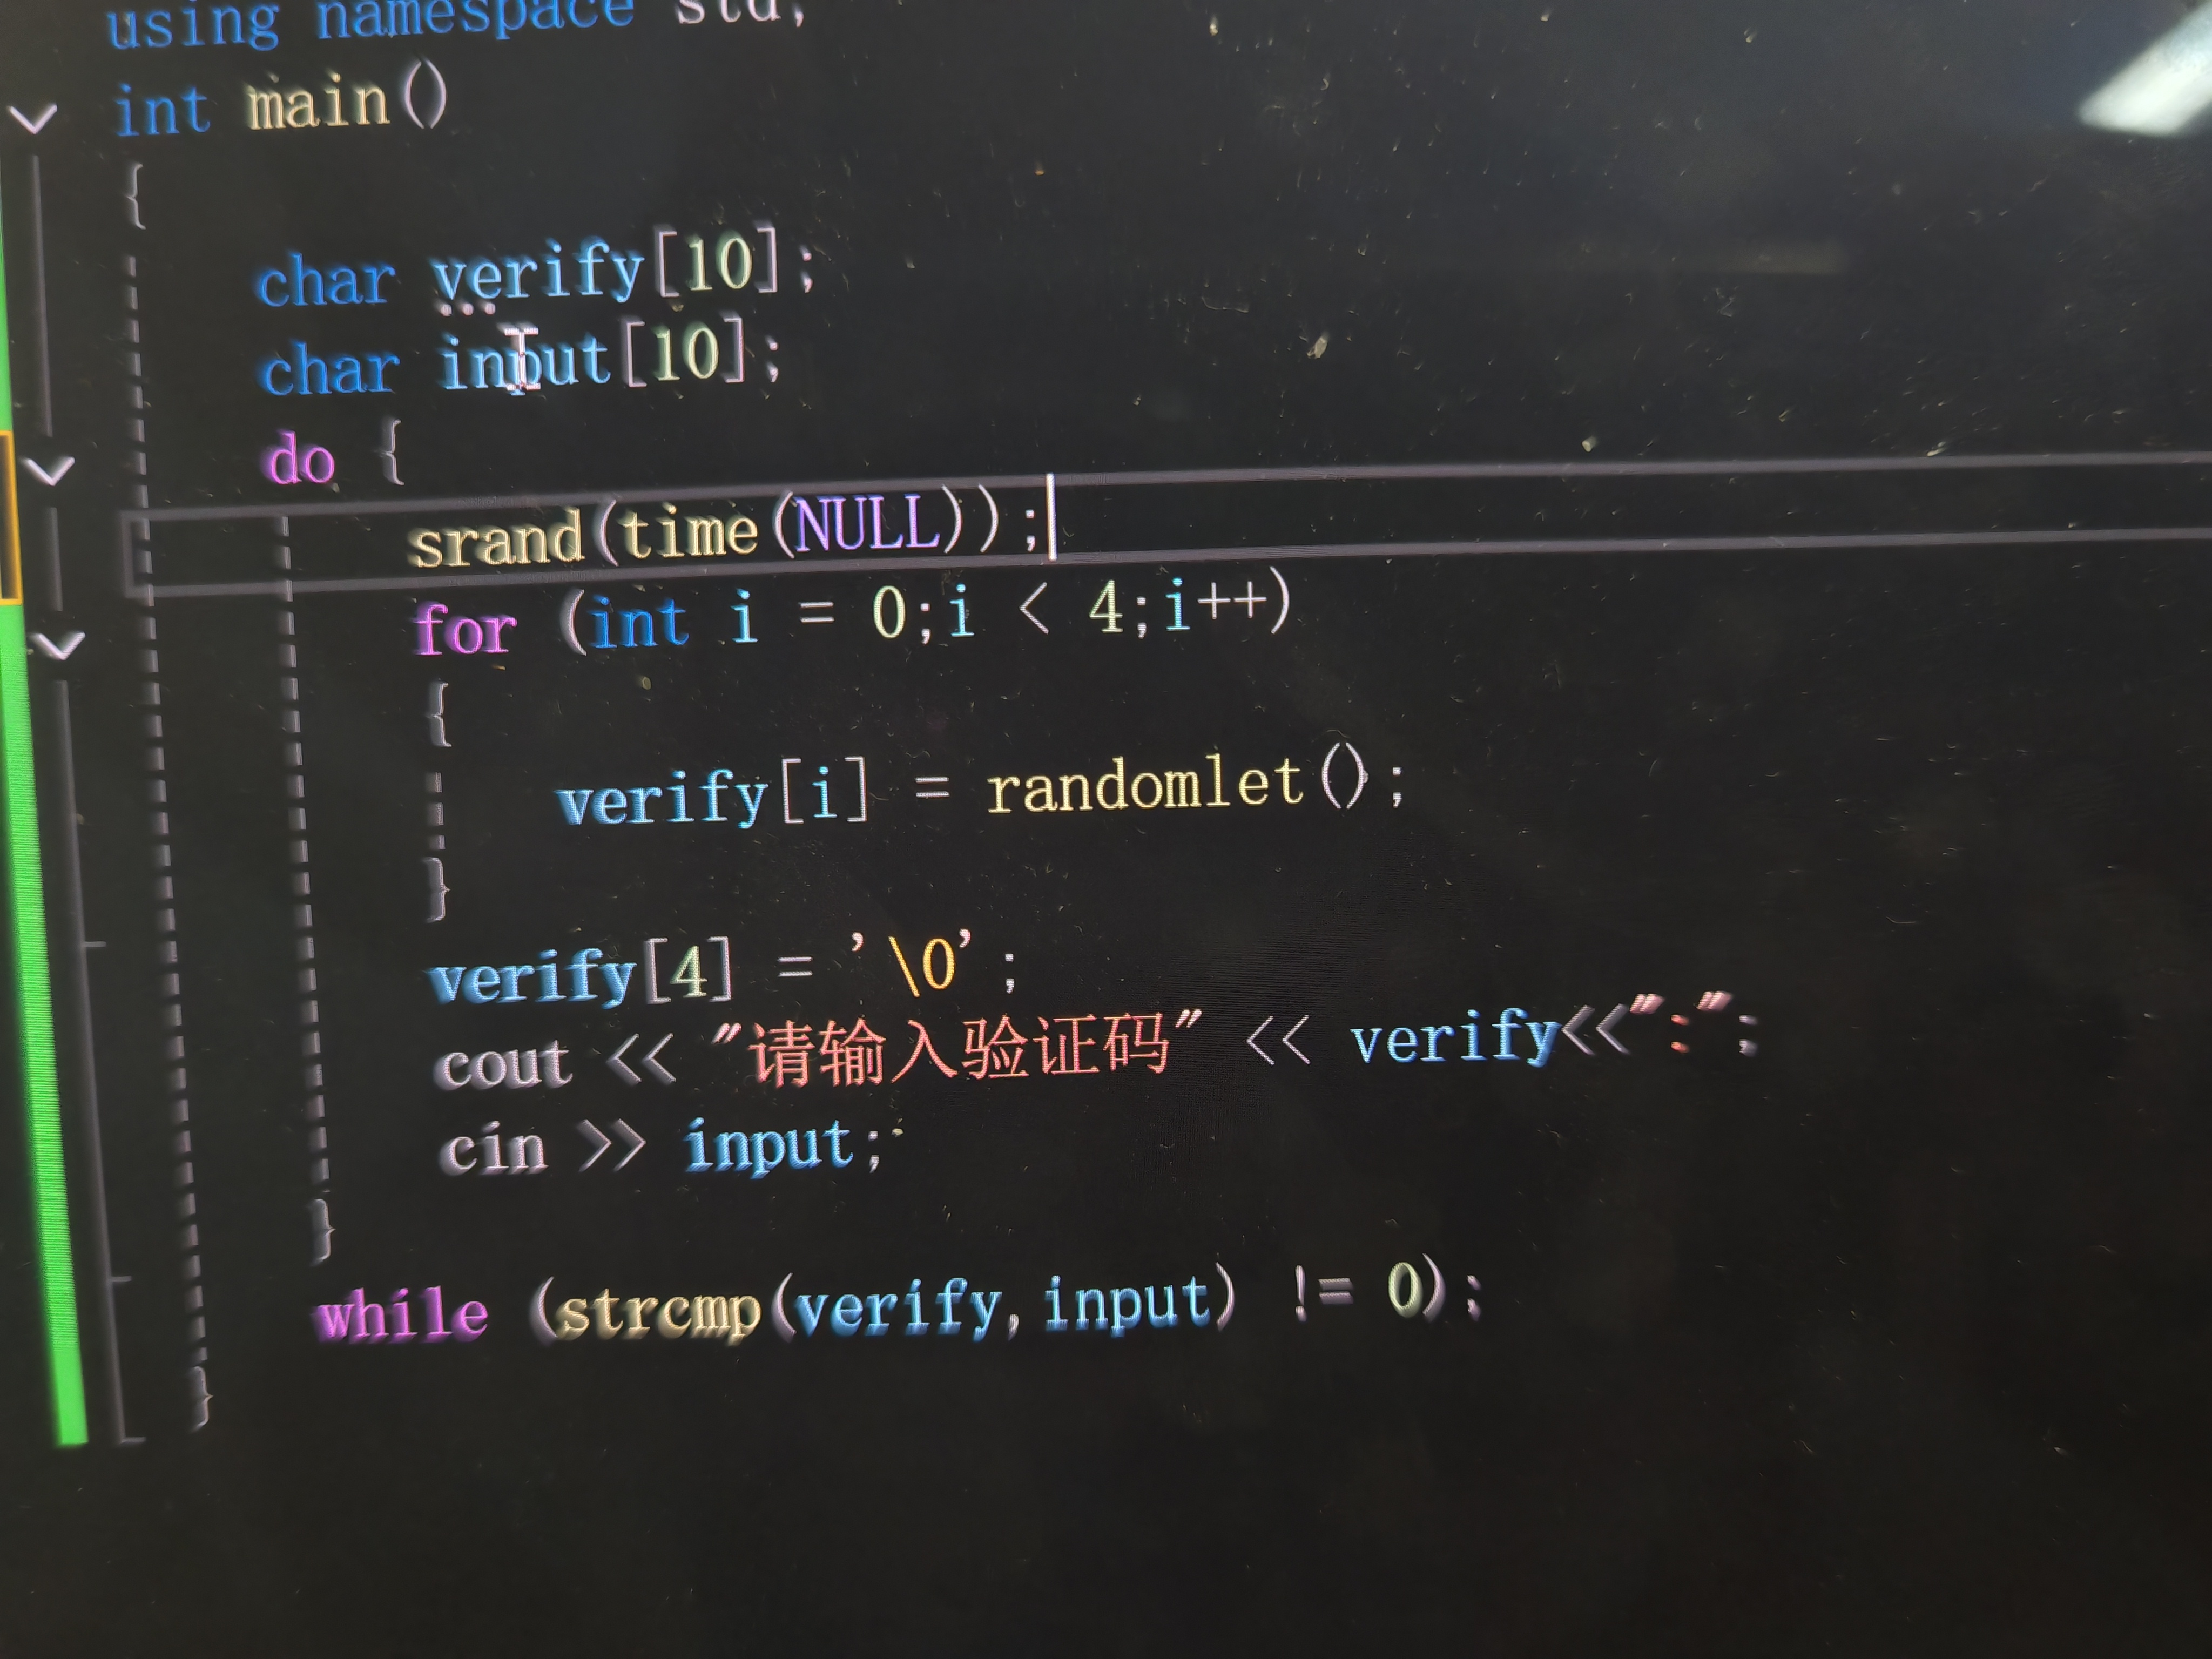 using namespace std;
int main()
{
char verify[10];
char input[10];
do {
srand(time(NULL));
for (int i = 0;i < 4;i++)
{
verify[i] = randomlet();
}
verify[4] = '\0';
cout << "请输入验证码" << verify<<":";
cin >> input;
}
while (strcmp(verify,input) != 0);
}